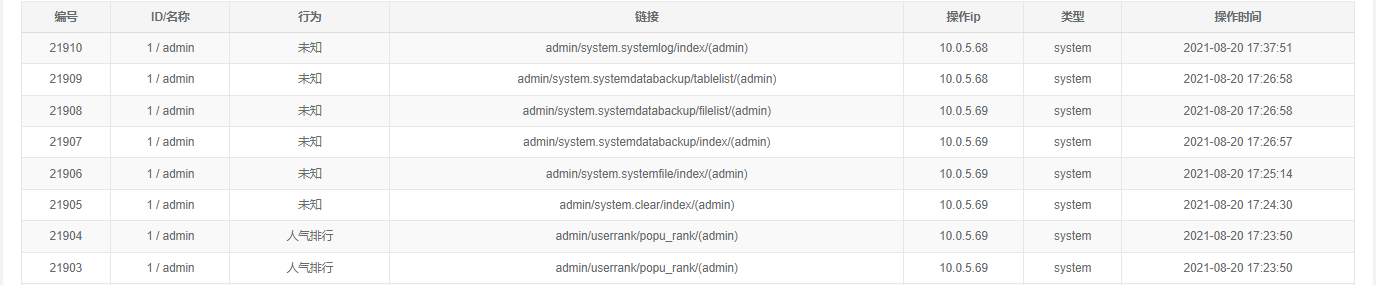 编号 ID/名称 行为 链接 操作ip 类型 操作时间
21910 1 / admin 未知 admin/system.systemlog/index/(admin) 10.0.5.68 system 2021-08-20 17:37:51
21909 1 / admin 未知 admin/system.systemdatabackup/tablelist/(admin) 10.0.5.68 system 2021-08-20 17:26:58
21908 1 / admin 未知 admin/system.systemdatabackup/filelist/(admin) 10.0.5.69 system 2021-08-20 17:26:58
21907 1 / admin 未知 admin/system.systemdatabackup/index/(admin) 10.0.5.69 system 2021-08-20 17:26:57
21906 1 / admin 未知 admin/system.systemfile/index/(admin) 10.0.5.69 system 2021-08-20 17:25:14
21905 1 / admin 未知 admin/system.clear/index/(admin) 10.0.5.69 system 2021-08-20 17:24:30
21904 1 / admin 人气排行 admin/userrank/popu_rank/(admin) 10.0.5.69 system 2021-08-20 17:23:50
21903 1 / admin 人气排行 admin/userrank/popu_rank/(admin) 10.0.5.69 system 2021-08-20 17:23:50